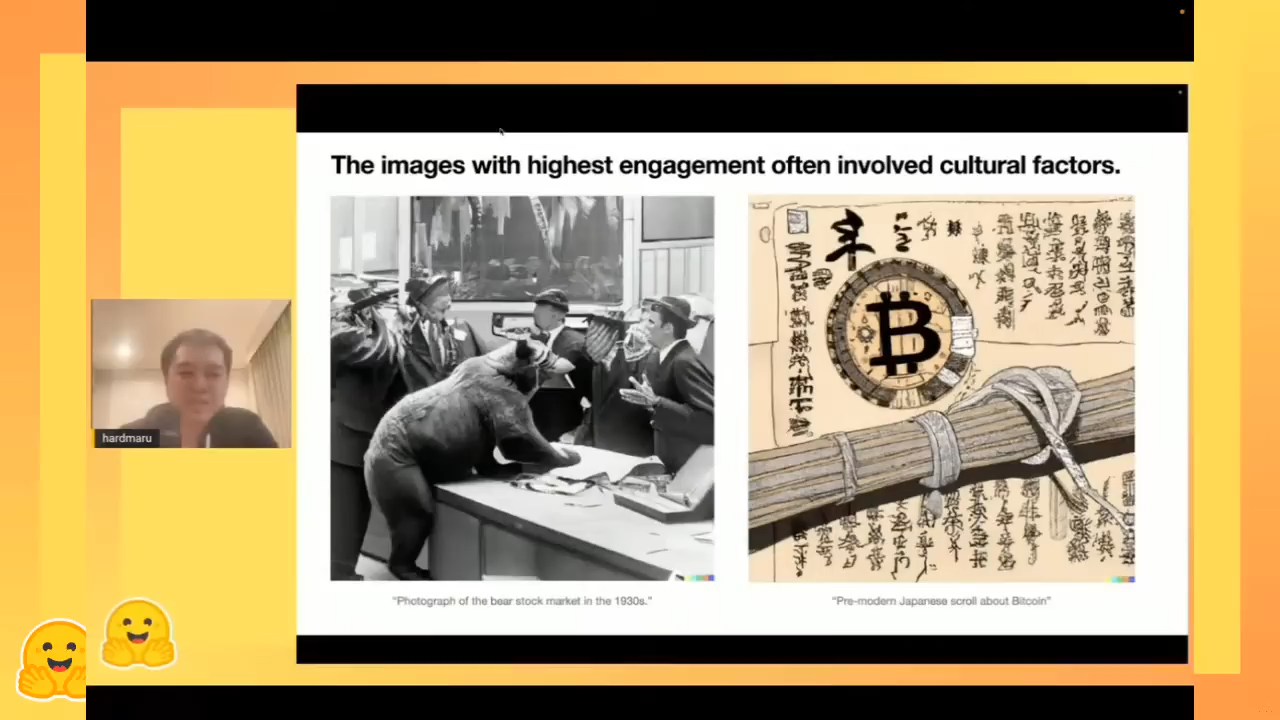 The images with highest engagement often involved cultural factors.
hardmaru
"Photograph of the bear stock market in the 1930s."
"Pre-modern Japanese scroll about Bitcoin"